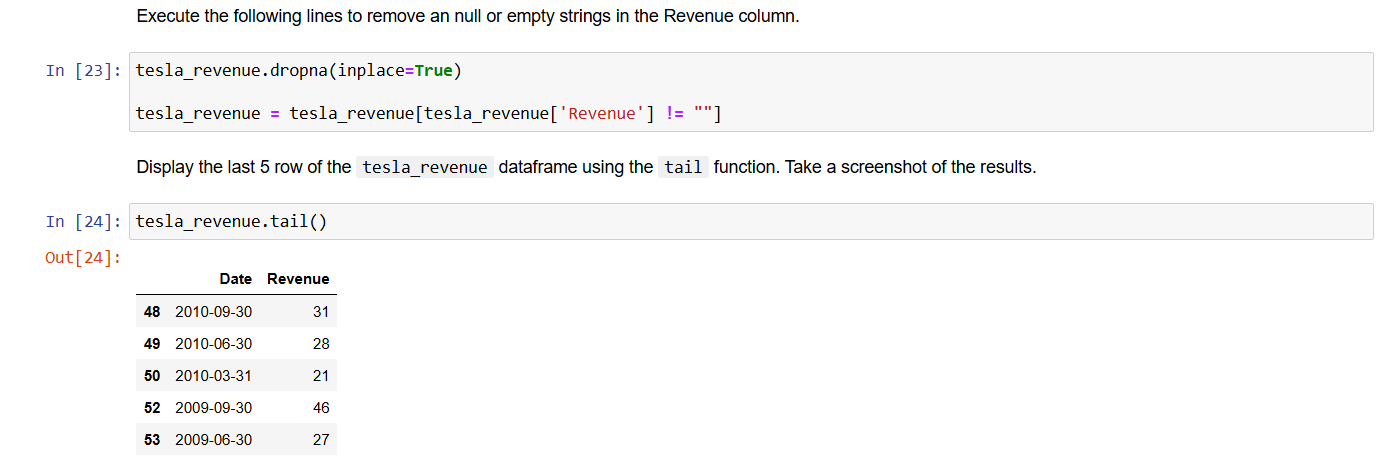 Execute the following lines to remove an null or empty strings in the Revenue column.
In [23]: tesla_revenue.dropna(inplace=True)
tesla_revenue = tesla_revenue[tesla_revenue['Revenue'] != ""]
Display the last 5 row of the tesla_revenue dataframe using the tail function. Take a screenshot of the results.
In [24]: tesla_revenue.tail()
Out[24]:
Date Revenue
48 2010-09-30 31
49 2010-06-30 28
50 2010-03-31 21
52 2009-09-30 46
53 2009-06-30 27